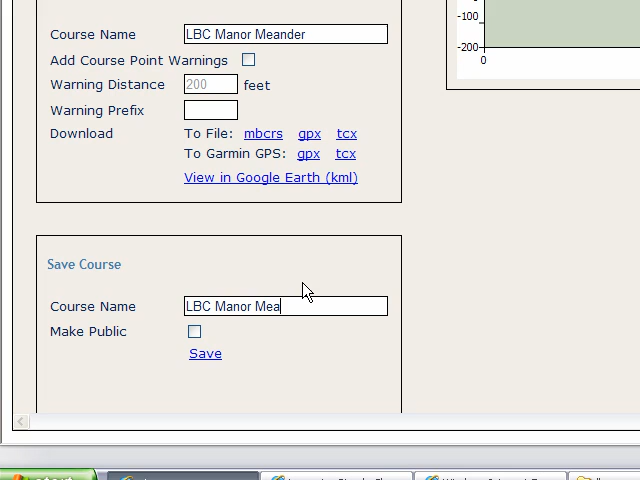 -100
-200
0
Course Name LBC Manor Meander
Add Course Point Warnings
Warning Distance 200 feet
Warning Prefix
Download To File: mbcrs gpx tcx
To Garmin GPS: gpx tcx
View in Google Earth (kml)
Save Course
Course Name LBC Manor Mea
Make Public
Save